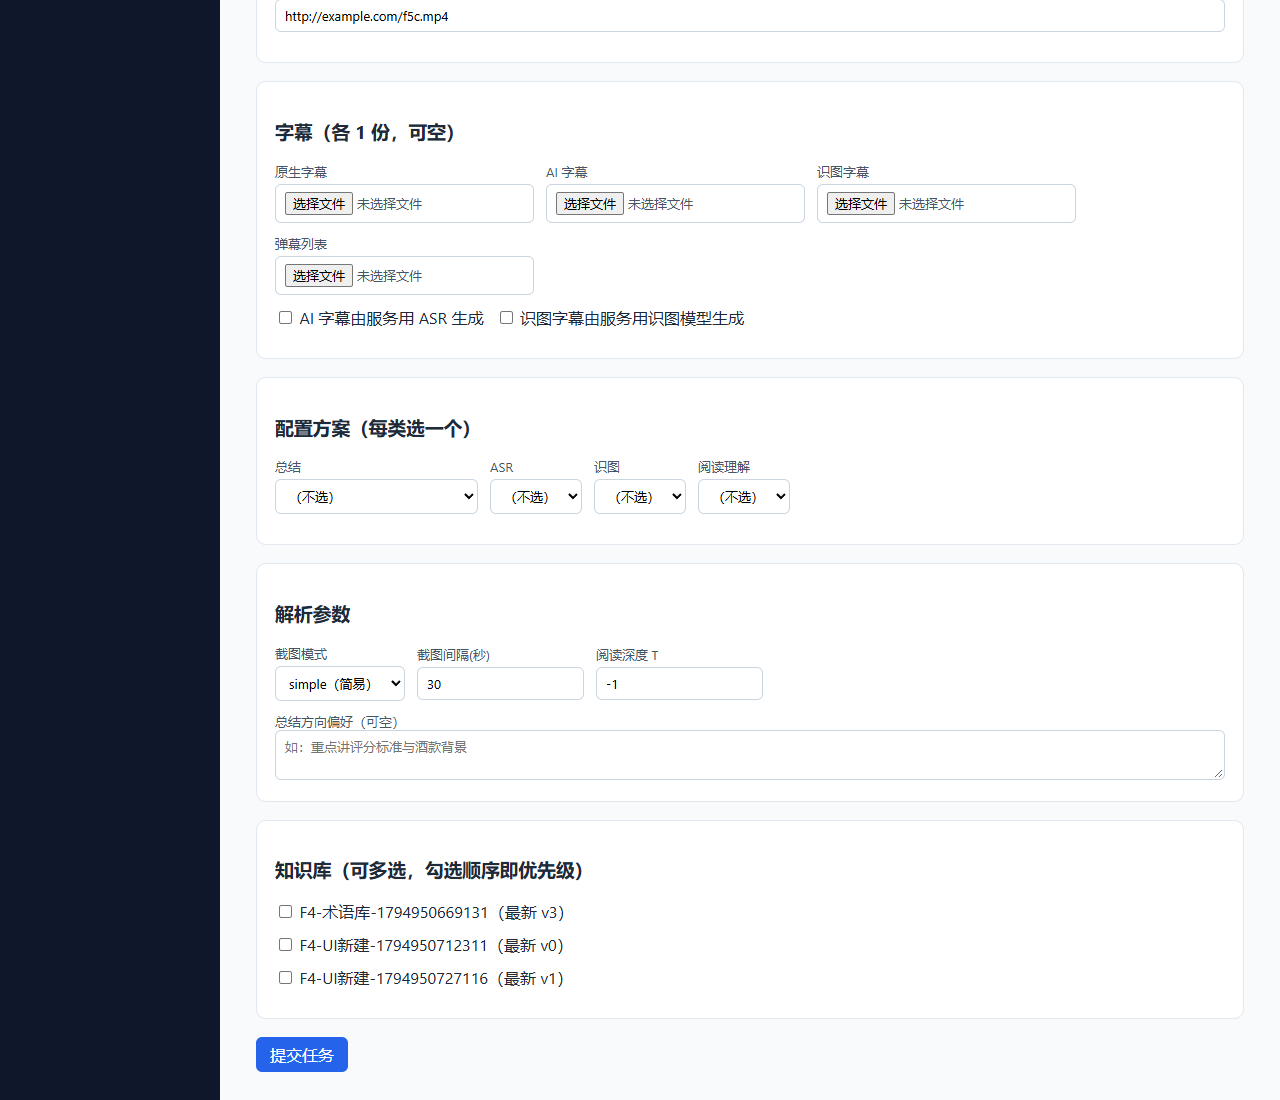 http://example.com/f5c.mp4
字幕（各 1 份，可空）
原生字幕 AI 字幕 识图字幕
选择文件 未选择文件 选择文件 未选择文件 选择文件 未选择文件
弹幕列表
选择文件 未选择文件
AI 字幕由服务用 ASR 生成 识图字幕由服务用识图模型生成
配置方案（每类选一个）
总结 ASR 识图 阅读理解
（不选） （不选） （不选） （不选）
解析参数
截图模式 截图间隔(秒) 阅读深度 T
simple（简易） 30 -1
总结方向偏好（可空）
如：重点讲评分标准与酒款背景
知识库（可多选，勾选顺序即优先级）
F4-术语库-1794950669131（最新 v3）
F4-UI新建-1794950712311（最新 v0）
F4-UI新建-1794950727116（最新 v1）
提交任务